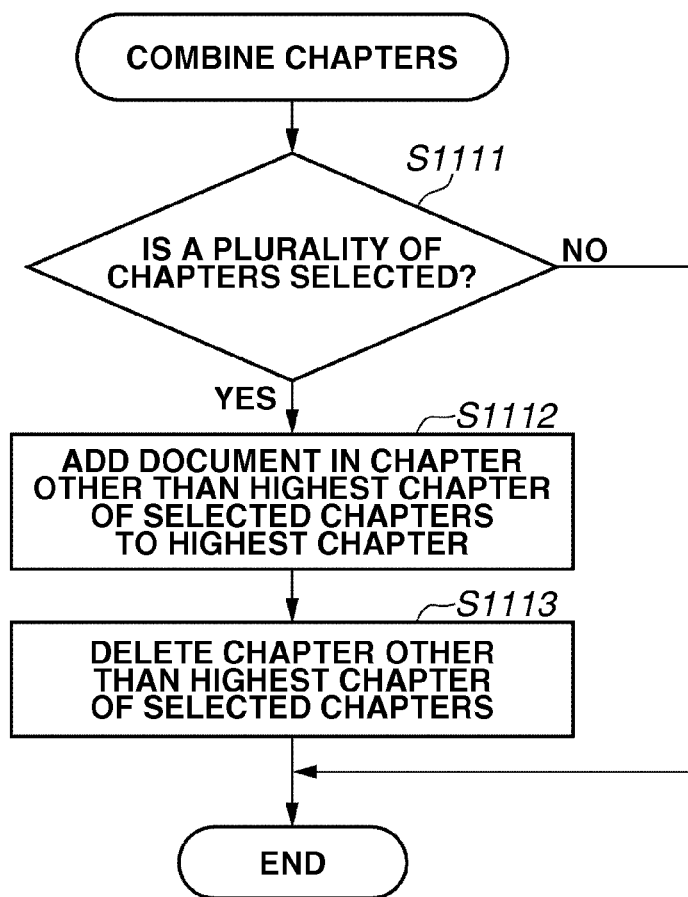 COMBINE CHAPTERS
S1111
IS A PLURALITY OF
CHAPTERS SELECTED?
NO
YES
S1112
ADD DOCUMENT IN CHAPTER
OTHER THAN HIGHEST CHAPTER
OF SELECTED CHAPTERS
TO HIGHEST CHAPTER
S1113
DELETE CHAPTER OTHER
THAN HIGHEST CHAPTER
OF SELECTED CHAPTERS
END